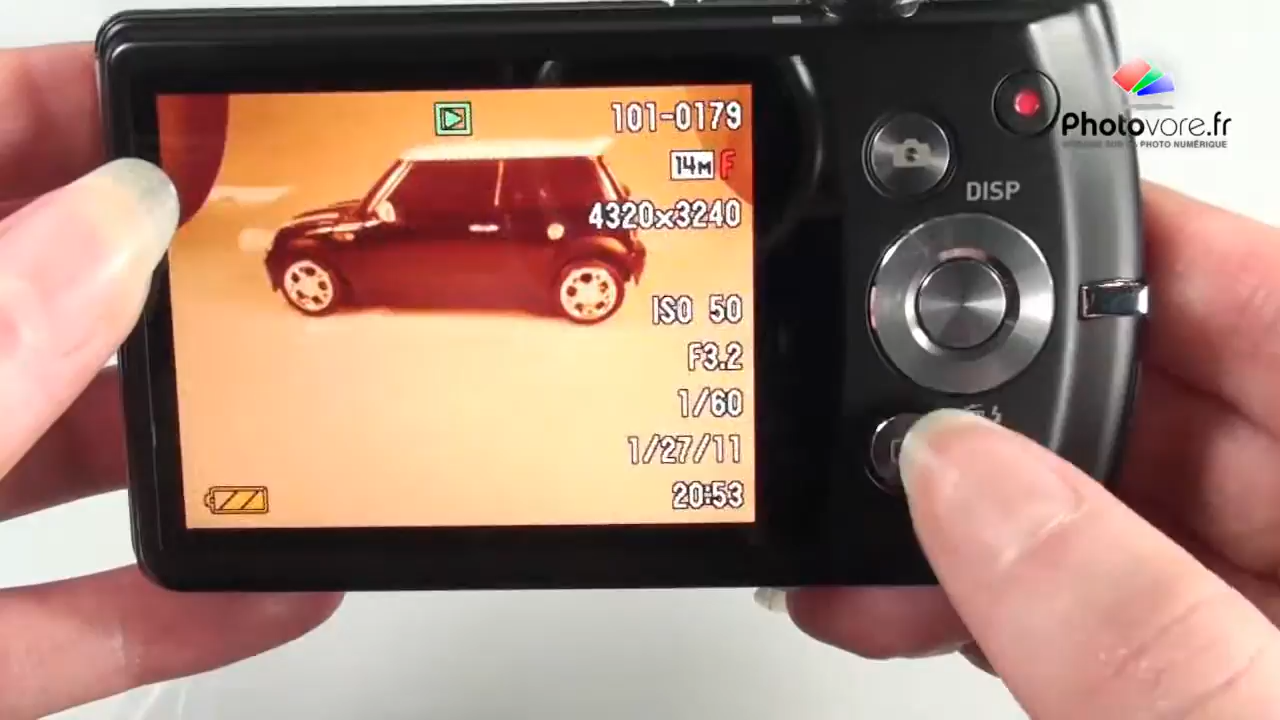 101-0179
14M F
4320x3240
ISO 50
F3.2
1/60
1/27/11
20:53
DISP
Photovore.fr